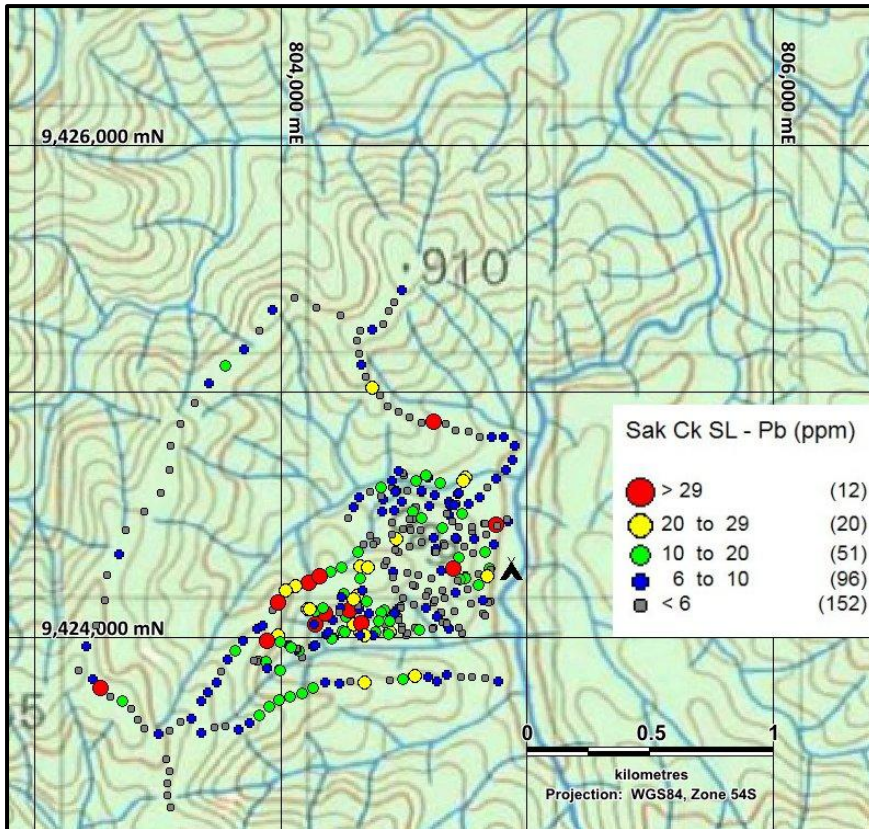 804,000 mE
806,000 mE
9,426,000 mN
910
Sak Ck SL - Pb (ppm)
> 29 (12)
20 to 29 (20)
10 to 20 (51)
6 to 10 (96)
< 6 (152)
9,424,000 mN
0 0.5 1
kilometres
Projection: WGS84, Zone 54S